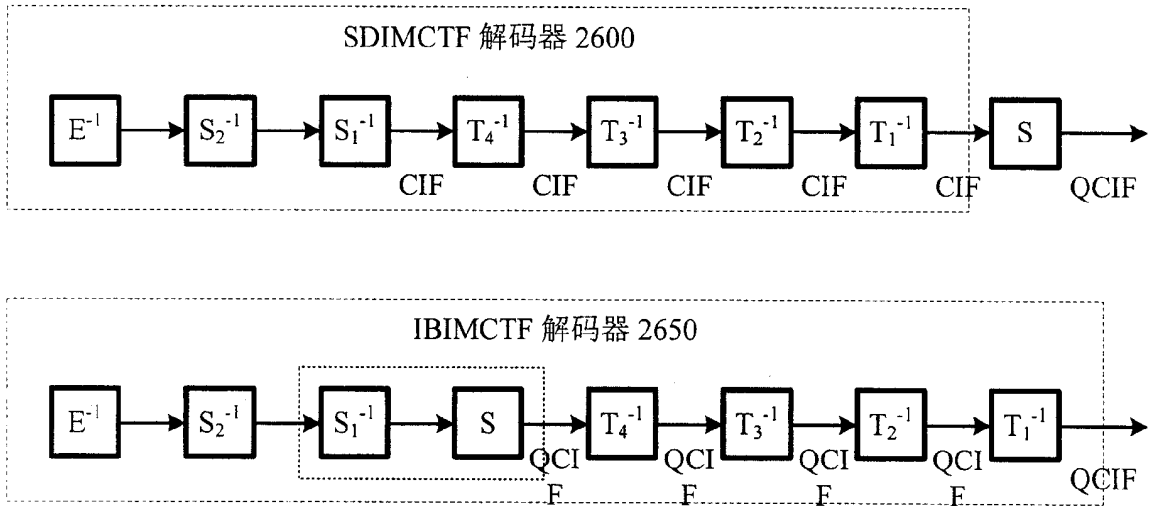 SDIMCTF 解码器 2600
E⁻¹ S₂⁻¹ S₁⁻¹ T₄⁻¹ T₃⁻¹ T₂⁻¹ T₁⁻¹ S
CIF CIF CIF CIF CIF QCIF
IBIMCTF 解码器 2650
E⁻¹ S₂⁻¹ S₁⁻¹ S T₄⁻¹ T₃⁻¹ T₂⁻¹ T₁⁻¹
QCI QCI QCI QCI QCIF
F F F F